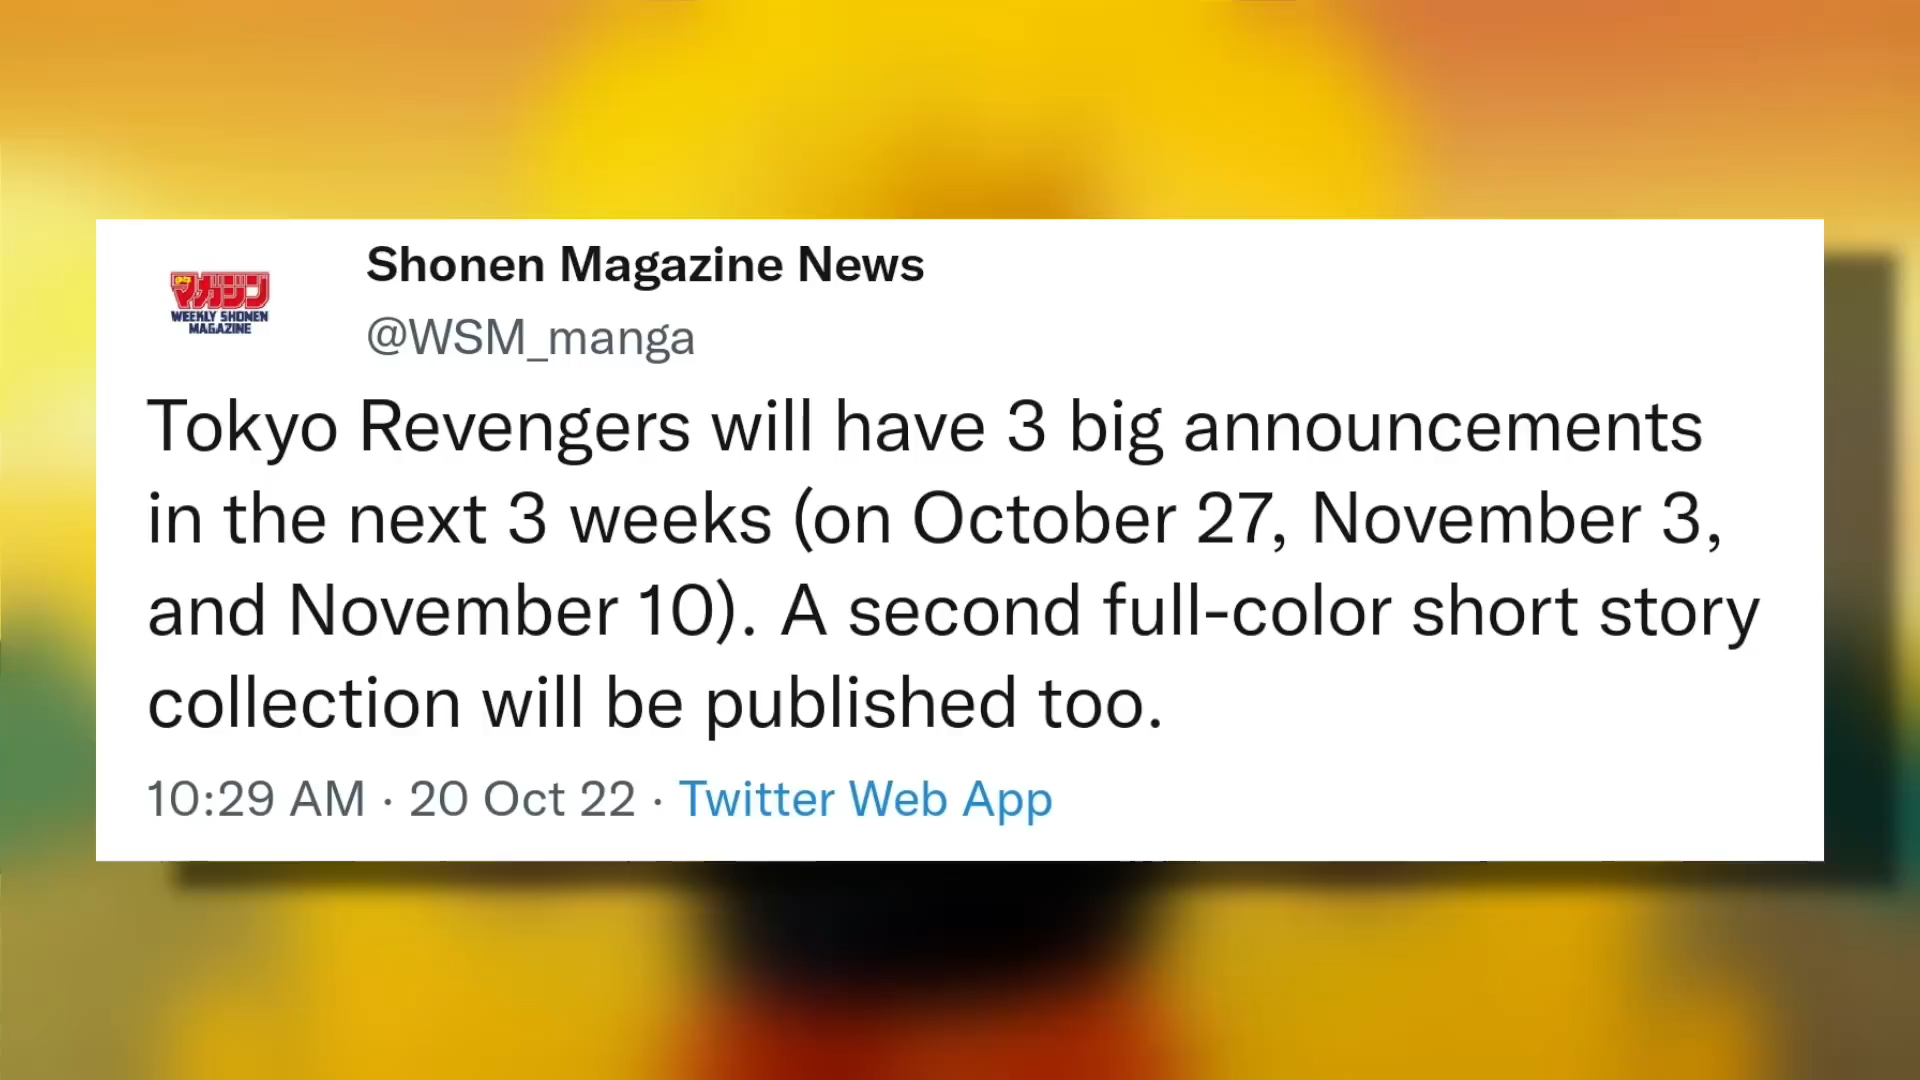 マガジン
WEEKLY SHONEN
MAGAZINE
Shonen Magazine News
@WSM_manga
Tokyo Revengers will have 3 big announcements
in the next 3 weeks (on October 27, November 3,
and November 10). A second full-color short story
collection will be published too.
10:29 AM · 20 Oct 22 · Twitter Web App